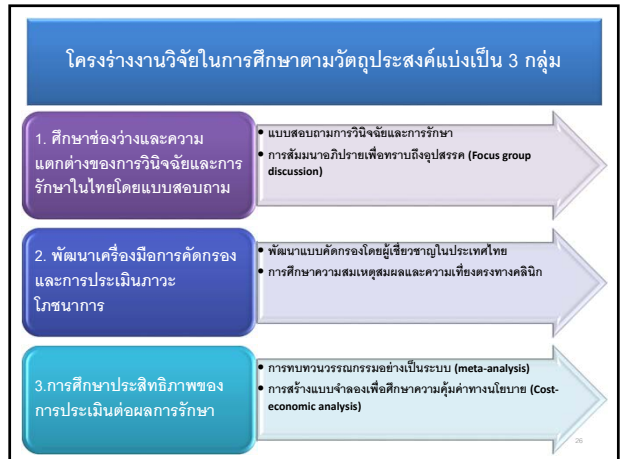 โครงร่างงานวิจัยในการศึกษาตามวัตถุประสงค์แบ่งเป็น 3 กลุ่ม
1. ศึกษาช่องว่างและความ
แตกต่างของการวินิจฉัยและการ
รักษาในไทยโดยแบบสอบถาม
• แบบสอบถามการวินิจฉัยและการรักษา
• การสัมมนาอภิปรายเพื่อทราบถึงอุปสรรค (Focus group
discussion)
2. พัฒนาเครื่องมือการคัดกรอง
และการประเมินภาวะ
โภชนาการ
• พัฒนาแบบคัดกรองโดยผู้เชี่ยวชาญในประเทศไทย
• การศึกษาความสมเหตุสมผลและความเที่ยงตรงทางคลินิก
3.การศึกษาประสิทธิภาพของ
การประเมินต่อผลการรักษา
• การทบทวนวรรณกรรมอย่างเป็นระบบ (meta-analysis)
• การสร้างแบบจำลองเพื่อศึกษาความคุ้มค่าทางนโยบาย (Cost-
economic analysis)
26